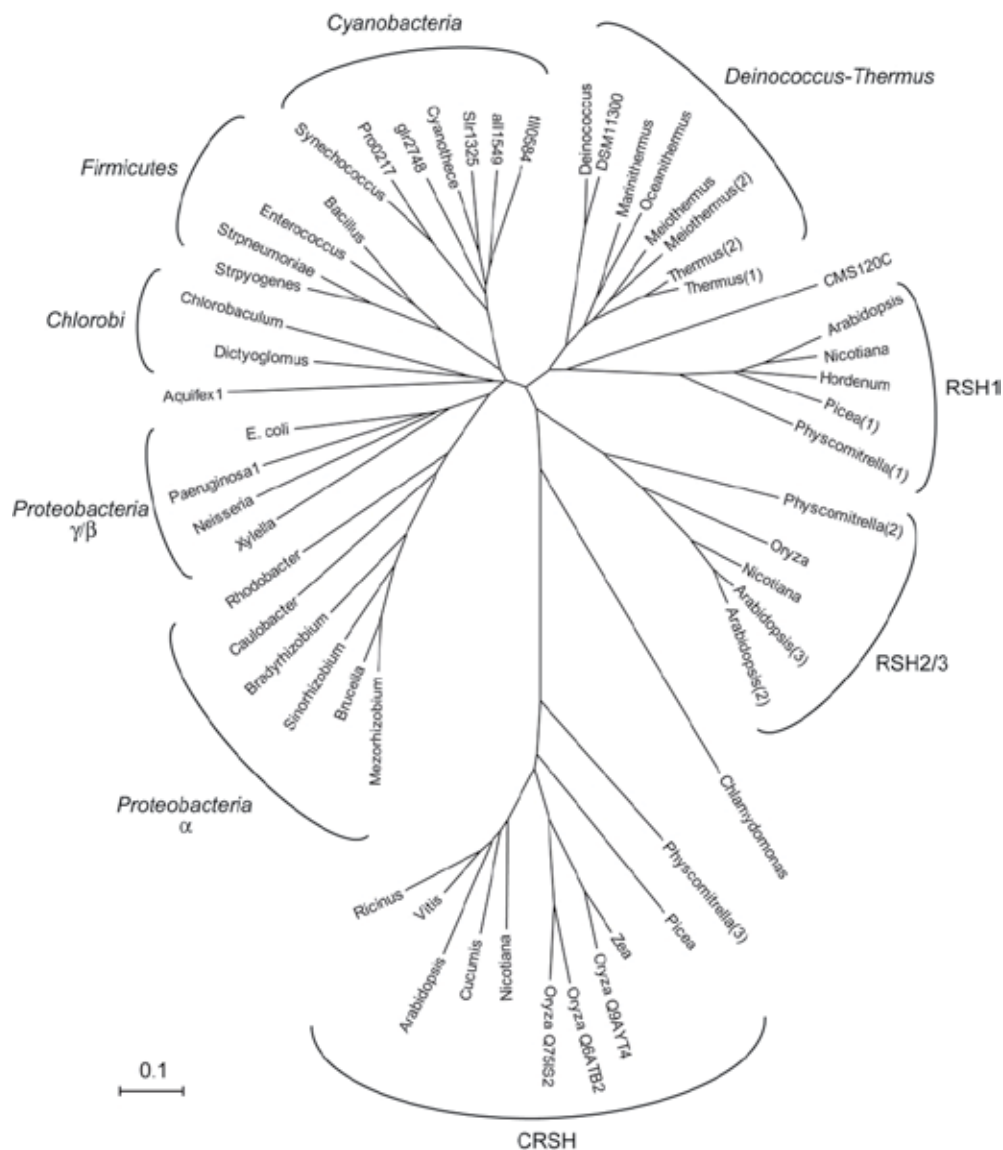 Cyanobacteria
Deinococcus-Thermus
Firmicutes
Chlorobi
Proteobacteria
γ/β
Proteobacteria
α
Synechococcus
Pro0217
glr2748
Cyanothece
Slr1325
all1549
tll0584
Deinococcus
DSM11300
Marinithermus
Oceanithermus
Meiothermus
Meiothermus(2)
Thermus(2)
Thermus(1)
CMS120C
Arabidopsis
Nicotiana
Hordenum
Picea(1)
Physcomitrella(1)
RSH1
Physcomitrella(2)
Oryza
Nicotiana
Arabidopsis(3)
Arabidopsis(2)
RSH2/3
Chlamydomonas
Physcomitrella(3)
Picea
Zea
Oryza Q9AYT4
Oryza Q6ATB2
Oryza Q75IS2
Nicotiana
Cucumis
Arabidopsis
Vitis
Ricinus
CRSH
Mezorhizobium
Brucella
Sinorhizobium
Bradyrhizobium
Caulobacter
Rhodobacter
Xylella
Neisseria
Paeruginosa1
E. coli
Aquifex1
Dictyoglomus
Chlorobaculum
Strpyogenes
Strpneumoniae
Enterococcus
Bacillus
0.1